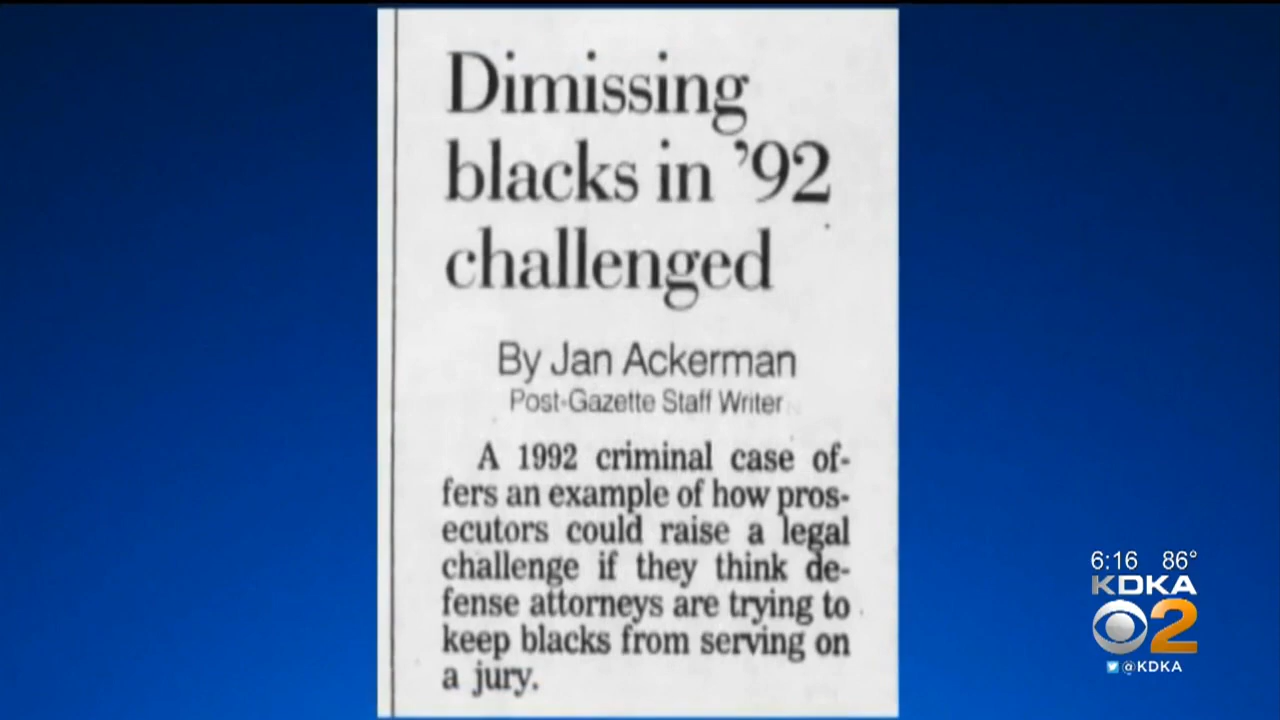 Dimissing
blacks in ’92
challenged
By Jan Ackerman
Post-Gazette Staff Writer
A 1992 criminal case of-
fers an example of how pros-
ecutors could raise a legal
challenge if they think de-
fense attorneys are trying to
keep blacks from serving on
a jury.
6:16 86°
KDKA
2
@KDKA